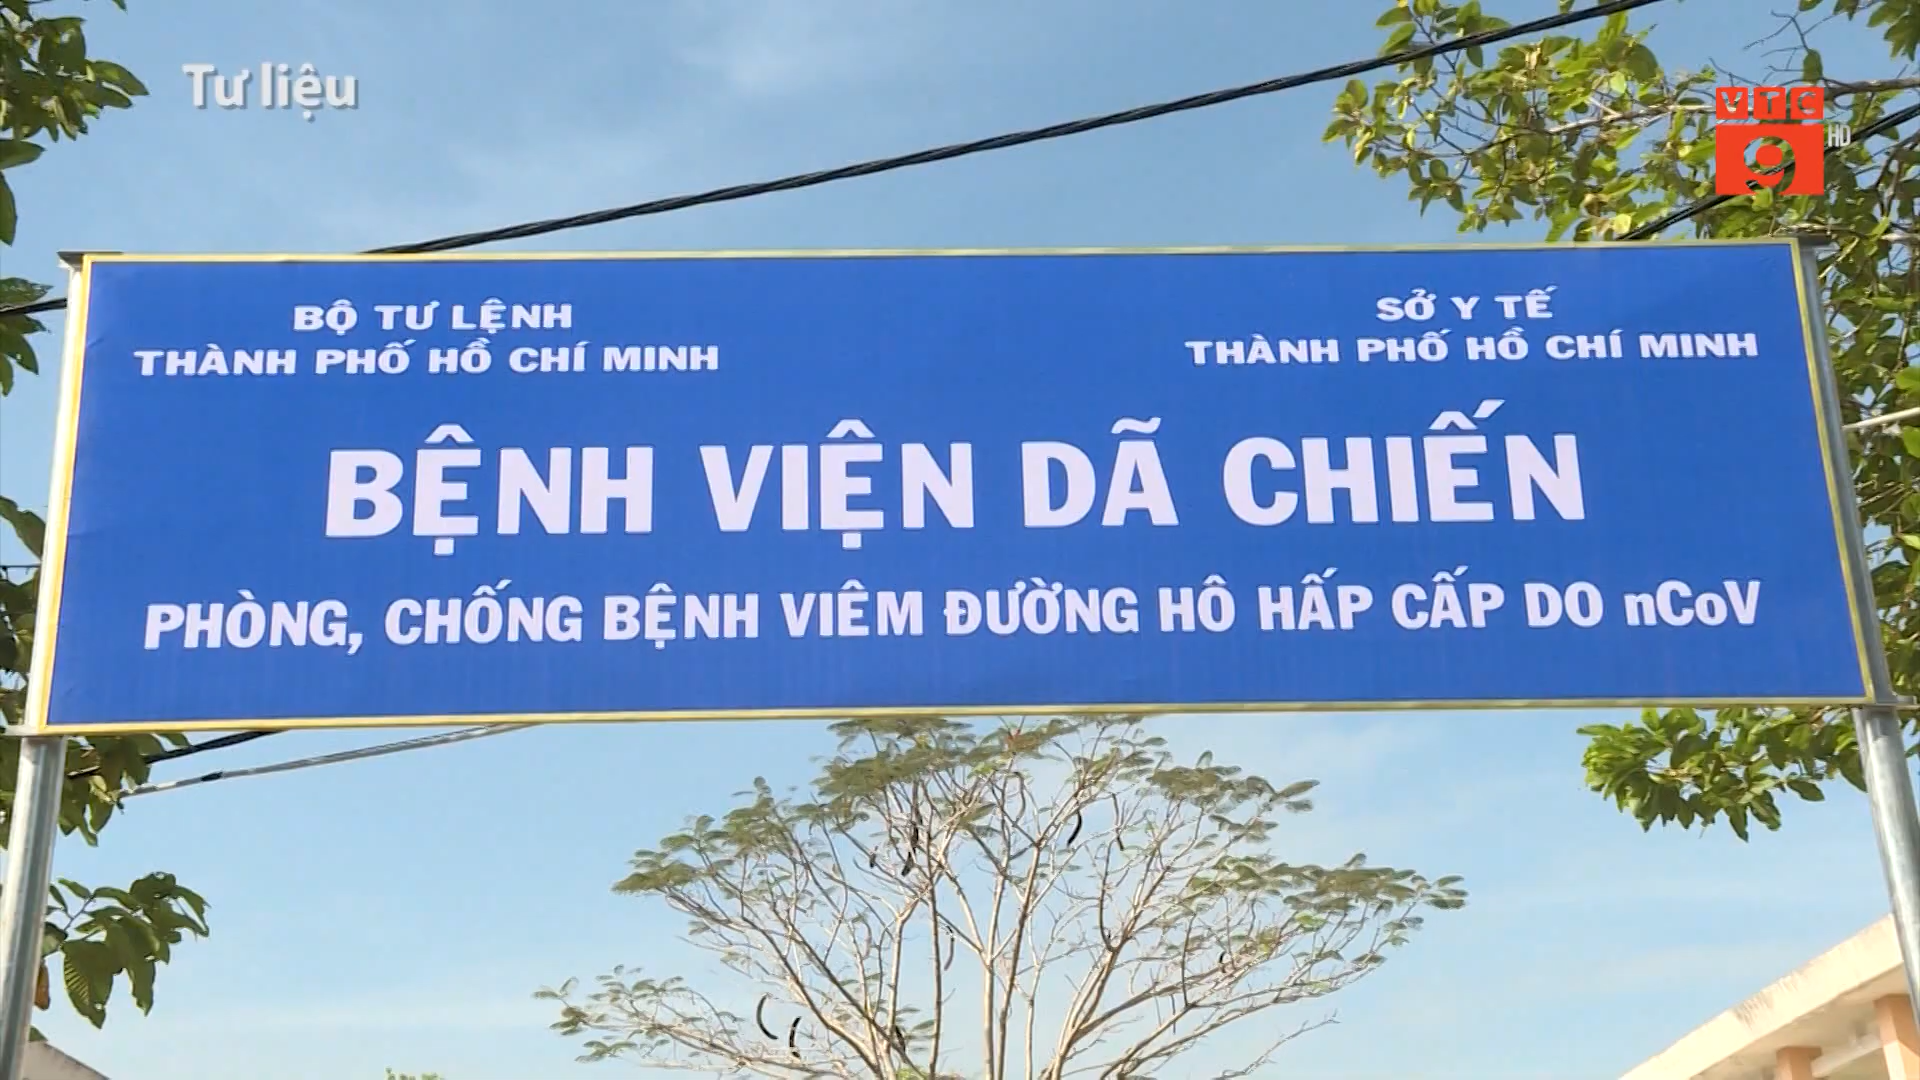 Tư liệu
VTC
9 HD
BỘ TƯ LỆNH
THÀNH PHỐ HỒ CHÍ MINH
SỞ Y TẾ
THÀNH PHỐ HỒ CHÍ MINH
BỆNH VIỆN DÃ CHIẾN
PHÒNG, CHỐNG BỆNH VIÊM ĐƯỜNG HÔ HẤP CẤP DO nCoV